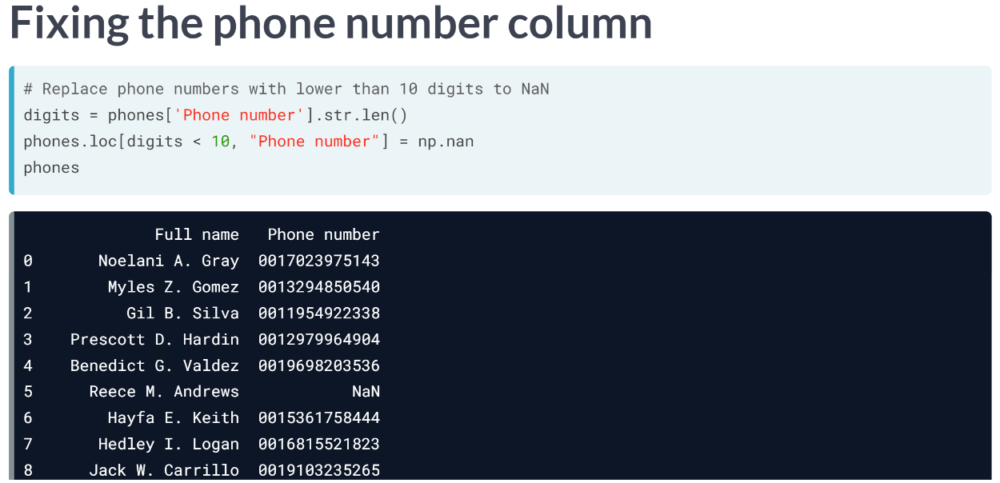 Fixing the phone number column
# Replace phone numbers with lower than 10 digits to NaN
digits = phones['Phone number'].str.len()
phones.loc[digits < 10, "Phone number"] = np.nan
phones
Full name Phone number
0 Noelani A. Gray 0017023975143
1 Myles Z. Gomez 0013294850540
2 Gil B. Silva 0011954922338
3 Prescott D. Hardin 0012979964904
4 Benedict G. Valdez 0019698203536
5 Reece M. Andrews NaN
6 Hayfa E. Keith 0015361758444
7 Hedley I. Logan 0016815521823
8 Jack W. Carrillo 0019103235265